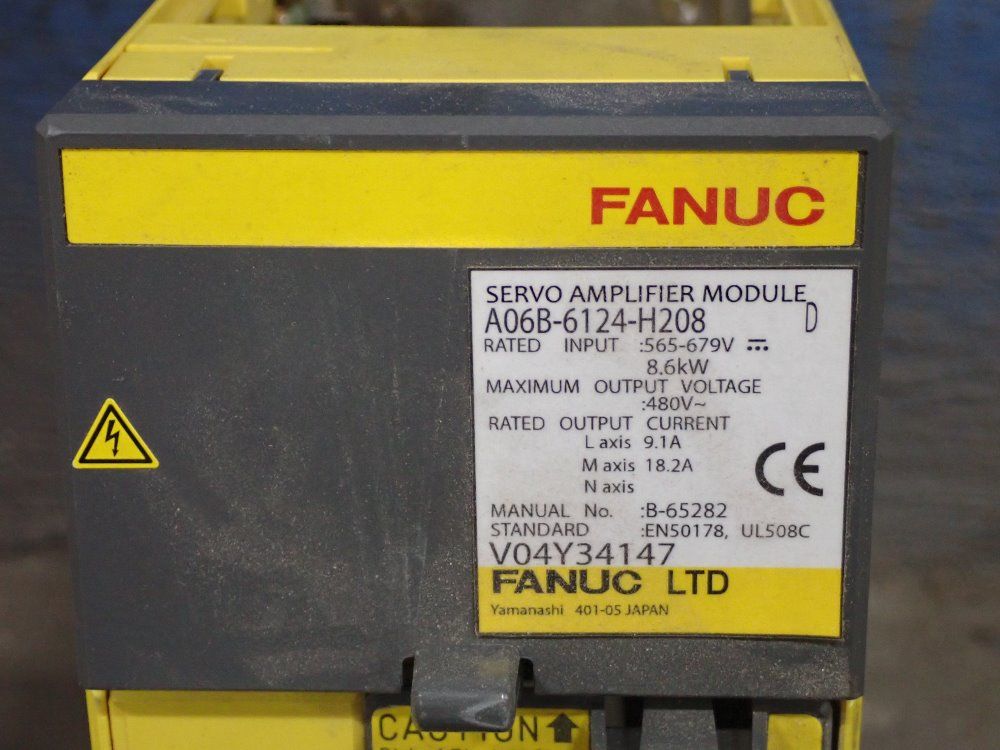 FANUC
SERVO AMPLIFIER MODULE
A06B-6124-H208 D
RATED INPUT :565-679V ⎓
8.6kW
MAXIMUM OUTPUT VOLTAGE
:480V~
RATED OUTPUT CURRENT
L axis 9.1A
M axis 18.2A
N axis
CE
MANUAL No. :B-65282
STANDARD :EN50178, UL508C
V04Y34147
FANUC LTD
Yamanashi 401-05 JAPAN
CAUTION